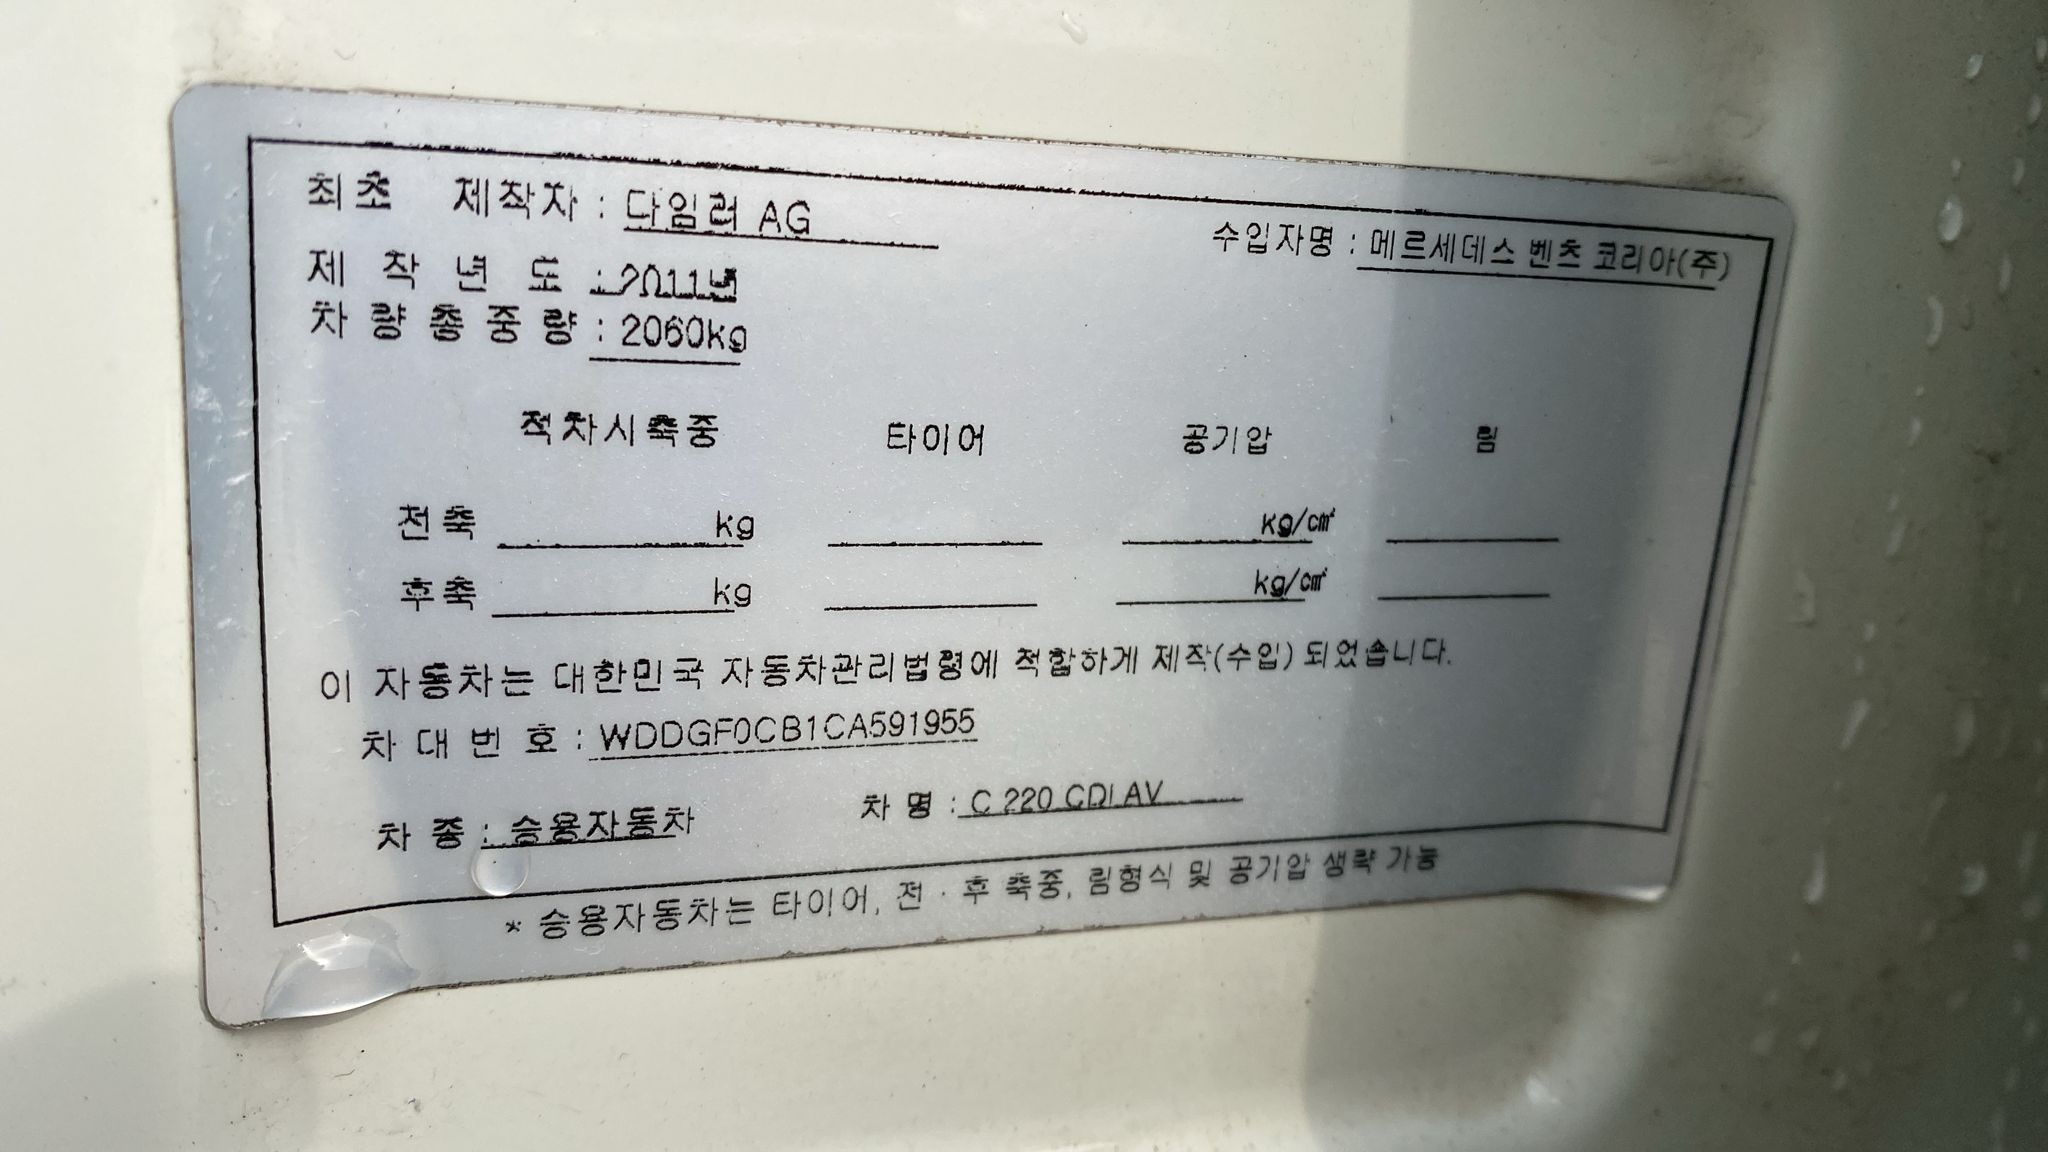 최초 제작자 : 다임러 AG
수입자명 : 메르세데스 벤츠 코리아(주)
제 작 년 도 : 2011년
차 량 총 중 량 : 2060kg
적차시축중 타이어 공기압 림
전축 kg kg/㎠
후축 kg kg/㎠
이 자동차는 대한민국 자동차관리법령에 적합하게 제작(수입) 되었습니다.
차 대 번 호 : WDDGF0CB1CA591955
차 종 : 승용자동차 차 명 : C 220 CDI AV
* 승용자동차는 타이어, 전 · 후 축중, 림형식 및 공기압 생략 가능